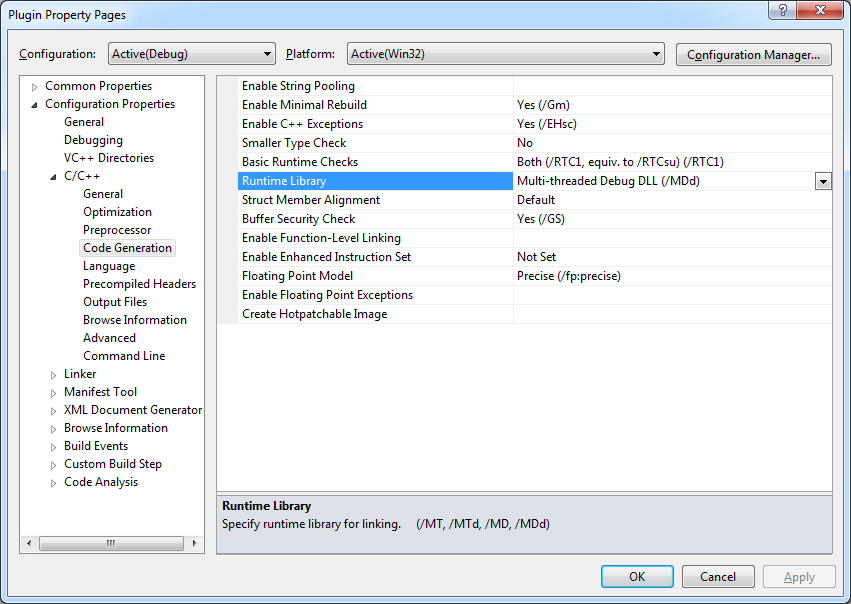 Plugin Property Pages
Configuration: Active(Debug) Platform: Active(Win32) Configuration Manager...
Common Properties
Configuration Properties
General
Debugging
VC++ Directories
C/C++
General
Optimization
Preprocessor
Code Generation
Language
Precompiled Headers
Output Files
Browse Information
Advanced
Command Line
Linker
Manifest Tool
XML Document Generator
Browse Information
Build Events
Custom Build Step
Code Analysis
Enable String Pooling
Enable Minimal Rebuild Yes (/Gm)
Enable C++ Exceptions Yes (/EHsc)
Smaller Type Check No
Basic Runtime Checks Both (/RTC1, equiv. to /RTCsu) (/RTC1)
Runtime Library Multi-threaded Debug DLL (/MDd)
Struct Member Alignment Default
Buffer Security Check Yes (/GS)
Enable Function-Level Linking
Enable Enhanced Instruction Set Not Set
Floating Point Model Precise (/fp:precise)
Enable Floating Point Exceptions
Create Hotpatchable Image
Runtime Library
Specify runtime library for linking. (/MT, /MTd, /MD, /MDd)
OK Cancel Apply